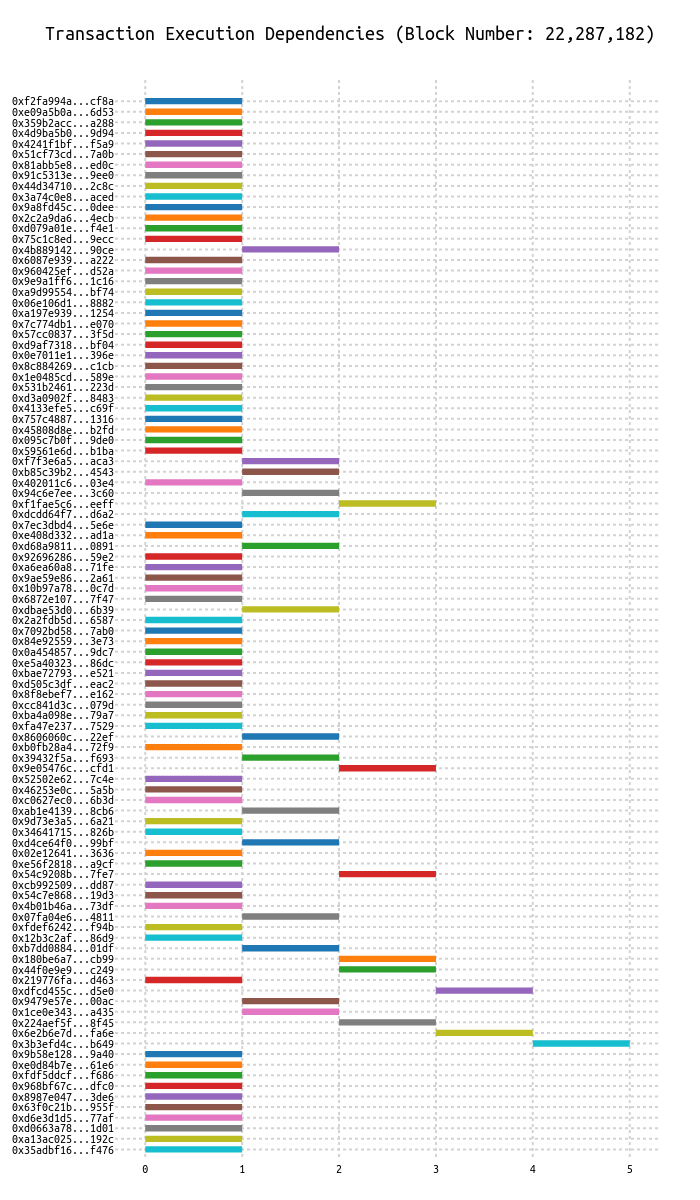 Transaction Execution Dependencies (Block Number: 22,287,182)
0xf2fa994a...cf8a
0xe09a5b0a...6d53
0x359b2acc...a288
0x4d9ba5b0...9d94
0x4241f1bf...f5a9
0x51cf73cd...7a0b
0x81abb5e8...ed0c
0x91c5313e...9ee0
0x44d34710...2c8c
0x3a74c0e8...aced
0x9a8fd45c...0dee
0x2c2a9da6...4ecb
0xd079a01e...f4e1
0x75c1c8ed...9ecc
0x4b889142...90ce
0x6087e939...a222
0x960425ef...d52a
0x9e9a1ff6...1c16
0xa9d99554...bf74
0x06e106d1...8882
0xa197e939...1254
0x7c774db1...e070
0x57cc0837...3f5d
0xd9af7318...bf04
0x0e7011e1...396e
0x8c884269...c1cb
0x1e0485cd...589e
0x531b2461...223d
0xd3a0902f...8483
0x4133efe5...c69f
0x757c4887...1316
0x45808d8e...b2fd
0x095c7b0f...9de0
0x59561e6d...b1ba
0xf7f3e6a5...aca3
0xb85c39b2...4543
0x402011c6...03e4
0x94c6e7ee...3c60
0xf1fae5c6...eeff
0xdcdd64f7...d6a2
0x7ec3dbd4...5e6e
0xe408d332...ad1a
0xd68a9811...0891
0x92696286...59e2
0xa6ea60a8...71fe
0x9ae59e86...2a61
0x10b97a78...0c7d
0x6872e107...7f47
0xdbae53d0...6b39
0x2a2fdb5d...6587
0x7092bd58...7ab0
0x84e92559...3e73
0x0a454857...9dc7
0xe5a40323...86dc
0xbae72793...e521
0xd505c3df...eac2
0x8f8ebef7...e162
0xcc841d3c...079d
0xba4a098e...79a7
0xfa47e237...7529
0x8606060c...22ef
0xb0fb28a4...72f9
0x39432f5a...f693
0x9e05476c...cfd1
0x52502e62...7c4e
0x46253e0c...5a5b
0xc0627ec0...6b3d
0xab1e4139...8cb6
0x9d73e3a5...6a21
0x34641715...826b
0xd4ce64f0...99bf
0x02e12641...3636
0xe56f2818...a9cf
0x54c9208b...7fe7
0xcb992509...dd87
0x54c7e868...19d3
0x4b01b46a...73df
0x07fa04e6...4811
0xfdef6242...f94b
0x12b3c2af...86d9
0xb7dd0884...01df
0x180be6a7...cb99
0x44f0e9e9...c249
0x219776fa...d463
0xdfcd455c...d5e0
0x9479e57e...00ac
0x1ce0e343...a435
0x224aef5f...8f45
0x6e2b6e7d...fa6e
0x3b3efd4c...b649
0x9b58e128...9a40
0xe0d84b7e...61e6
0xfdf5ddcf...f686
0x968bf67c...dfc0
0x8987e047...3de6
0x63f0c21b...955f
0xd6e3d1d5...77af
0xd0663a78...1d01
0xa13ac025...192c
0x35adbf16...f476
0 1 2 3 4 5